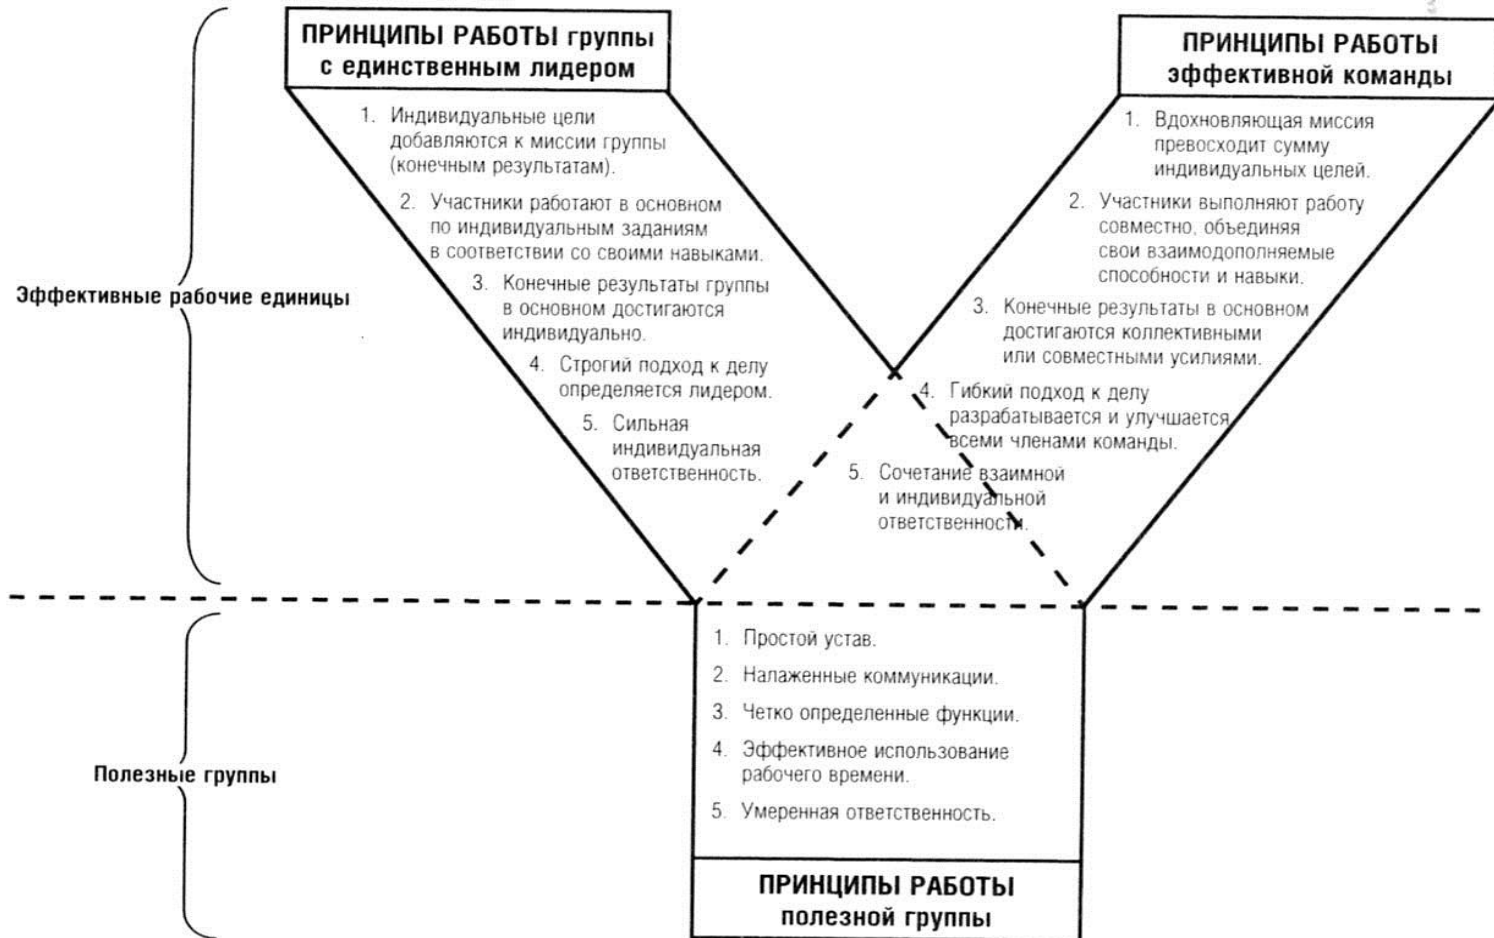 ПРИНЦИПЫ РАБОТЫ группы
с единственным лидером
1. Индивидуальные цели
добавляются к миссии группы
(конечным результатам).
2. Участники работают в основном
по индивидуальным заданиям
в соответствии со своими навыками.
3. Конечные результаты группы
в основном достигаются
индивидуально.
4. Строгий подход к делу
определяется лидером.
5. Сильная
индивидуальная
ответственность.
ПРИНЦИПЫ РАБОТЫ
эффективной команды
1. Вдохновляющая миссия
превосходит сумму
индивидуальных целей.
2. Участники выполняют работу
совместно, объединяя
свои взаимодополняемые
способности и навыки.
3. Конечные результаты в основном
достигаются коллективными
или совместными усилиями.
4. Гибкий подход к делу
разрабатывается и улучшается
всеми членами команды.
5. Сочетание взаимной
и индивидуальной
ответственности.
Эффективные рабочие единицы
Полезные группы
1. Простой устав.
2. Налаженные коммуникации.
3. Четко определенные функции.
4. Эффективное использование
рабочего времени.
5. Умеренная ответственность.
ПРИНЦИПЫ РАБОТЫ
полезной группы